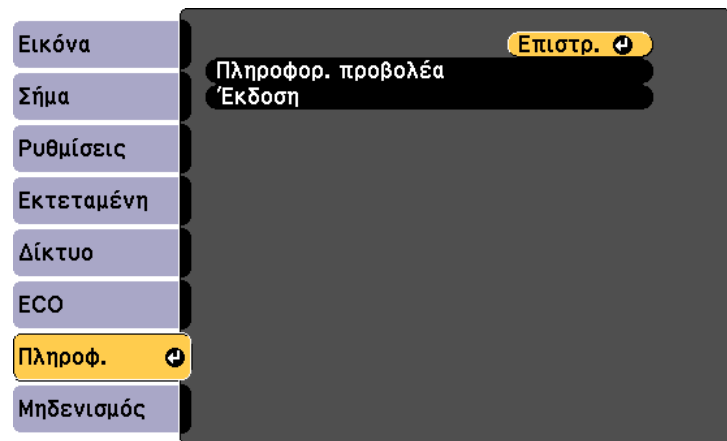 Εικόνα
Σήμα
Ρυθμίσεις
Εκτεταμένη
Δίκτυο
ECO
Πληροφ.
Μηδενισμός
Επιστρ.
Πληροφορ. προβολέα
Έκδοση